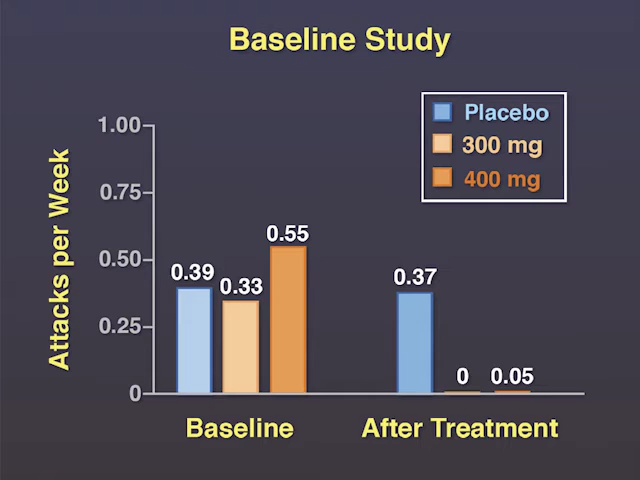 Baseline Study
Placebo
300 mg
400 mg
Attacks per Week
1.00
0.75
0.50
0.25
0
0.39
0.33
0.55
0.37
0
0.05
Baseline
After Treatment